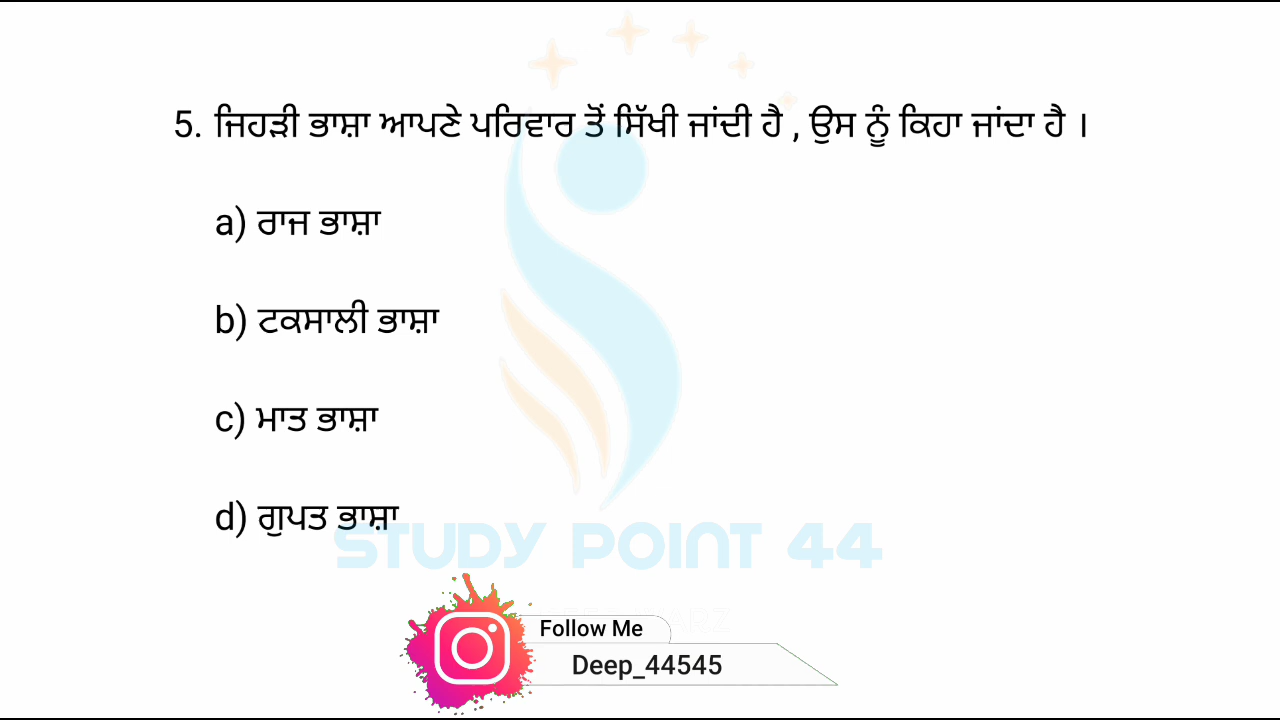 5. ਜਿਹੜੀ ਭਾਸ਼ਾ ਆਪਣੇ ਪਰਿਵਾਰ ਤੋਂ ਸਿੱਖੀ ਜਾਂਦੀ ਹੈ , ਉਸ ਨੂੰ ਕਿਹਾ ਜਾਂਦਾ ਹੈ ।
a) ਰਾਜ ਭਾਸ਼ਾ
b) ਟਕਸਾਲੀ ਭਾਸ਼ਾ
c) ਮਾਤ ਭਾਸ਼ਾ
d) ਗੁਪਤ ਭਾਸ਼ਾ
STUDY POINT 44
Follow Me
Deep_44545